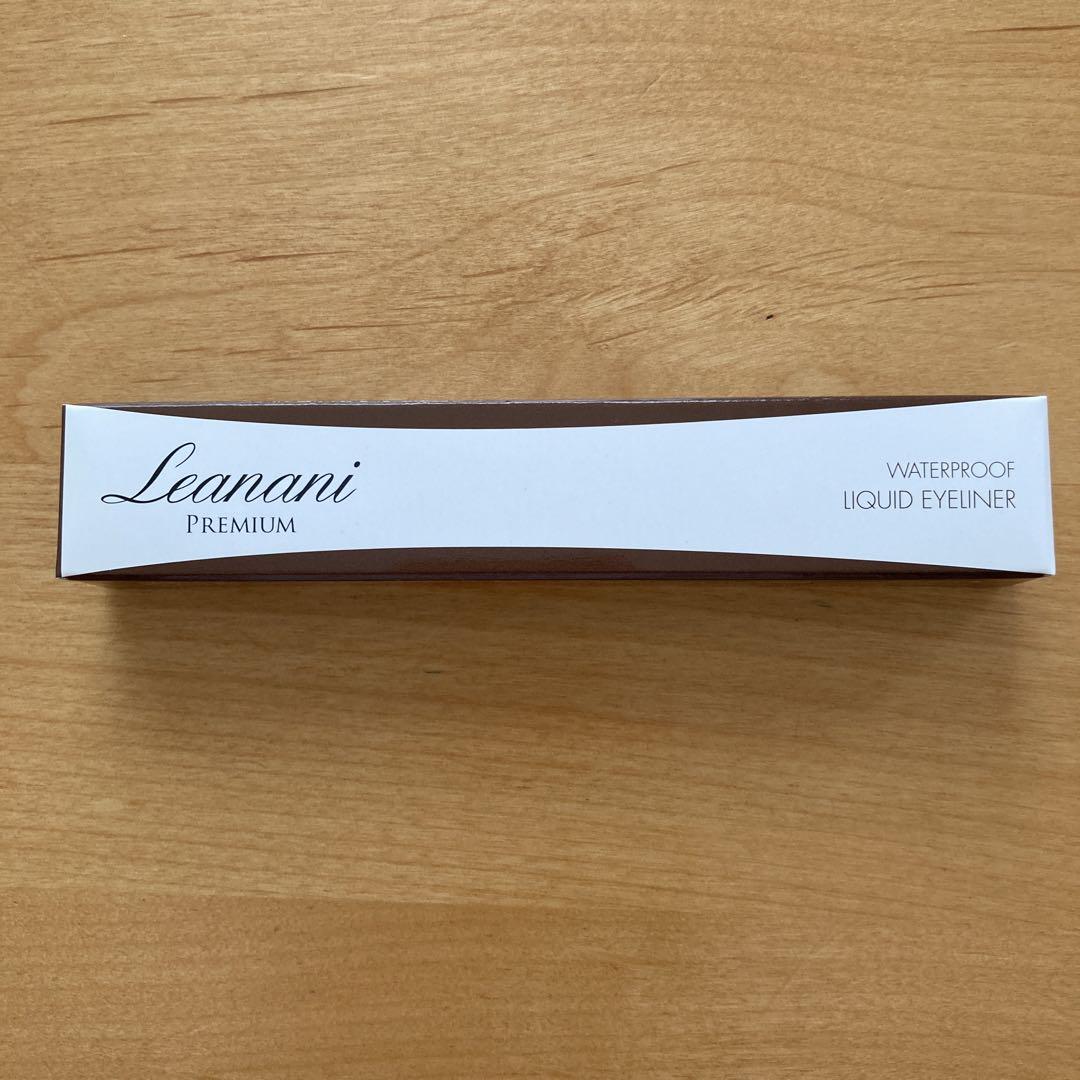 Leanani
PREMIUM
WATERPROOF
LIQUID EYELINER